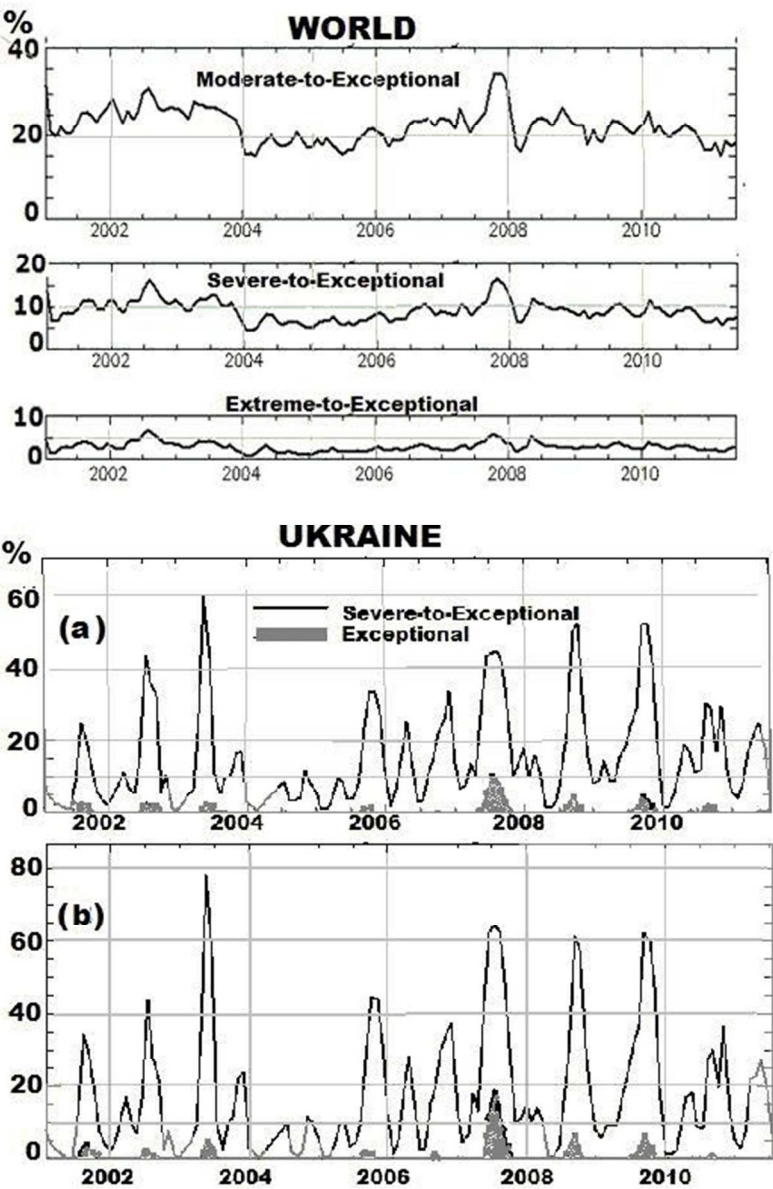 % WORLD
40
Moderate-to-Exceptional
20
0
2002 2004 2006 2008 2010
20
Severe-to-Exceptional
10
0
2002 2004 2006 2008 2010
Extreme-to-Exceptional
10
0
2002 2004 2006 2008 2010
% UKRAINE
60
(a)
Severe-to-Exceptional
Exceptional
40
20
0
2002 2004 2006 2008 2010
80
(b)
60
40
20
0
2002 2004 2006 2008 2010